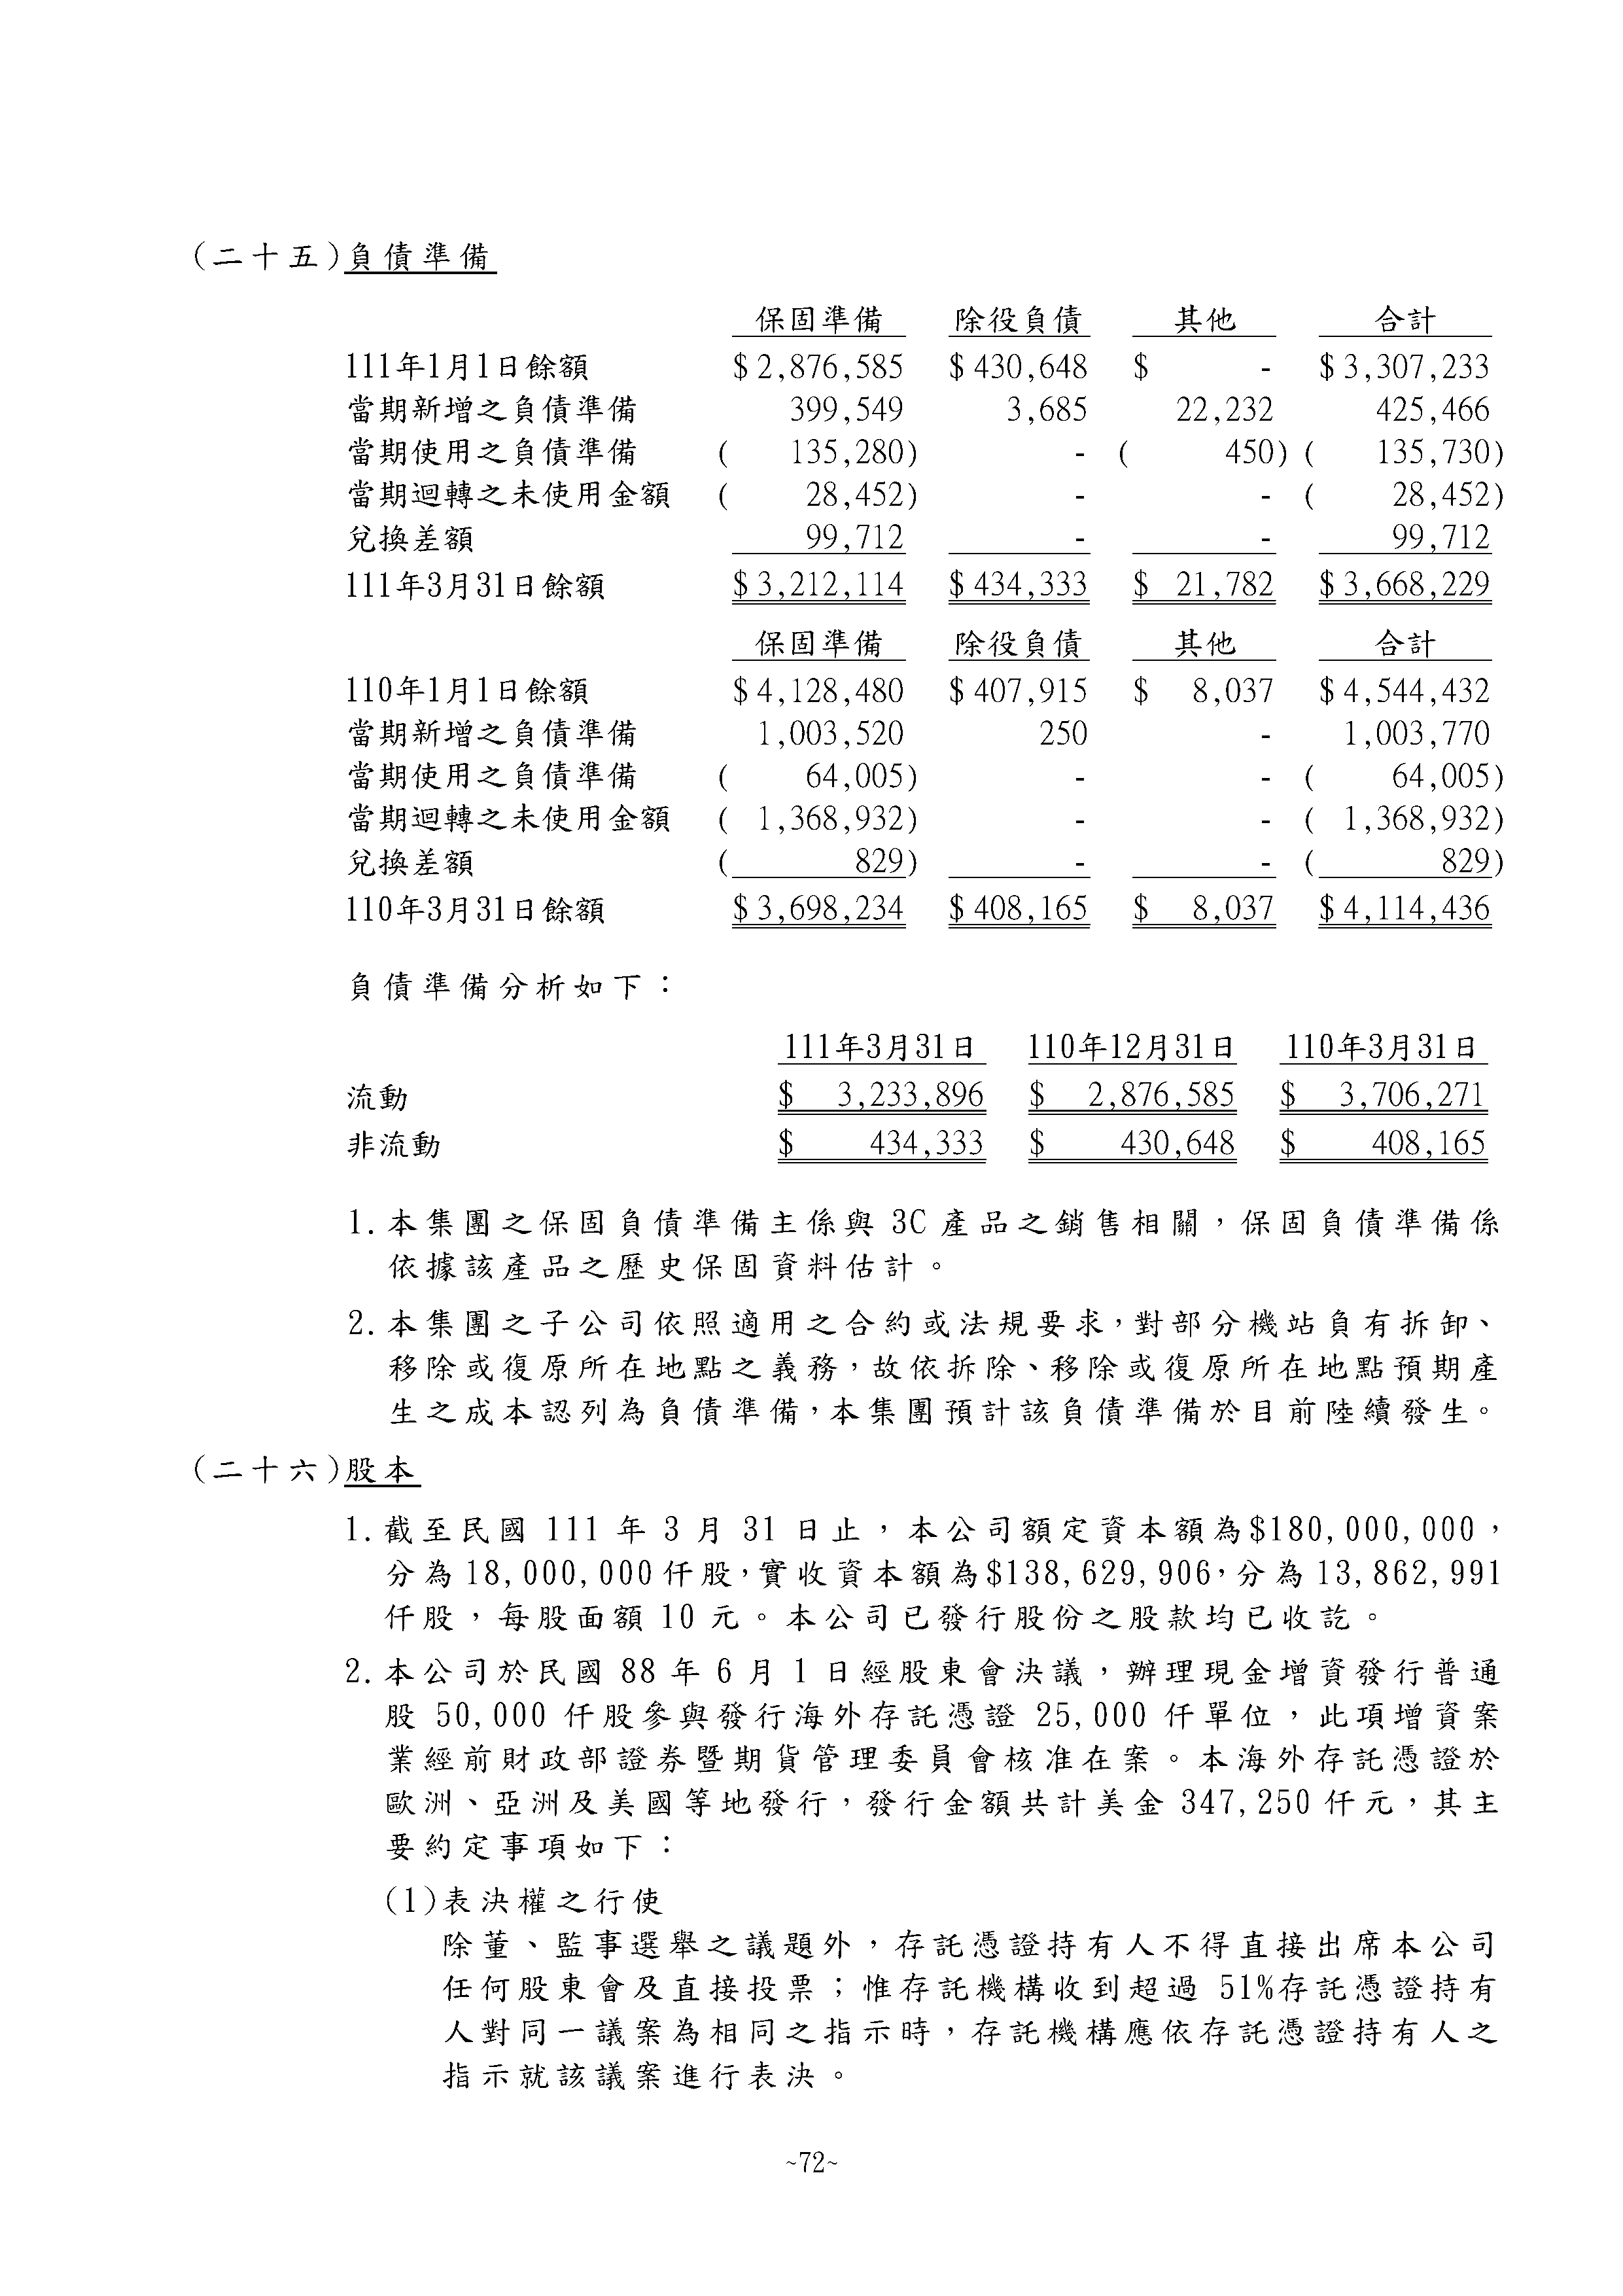 (二十五)負債準備
保固準備 除役負債 其他 合計
111年1月1日餘額 $ 2,876,585 $ 430,648 $ - $ 3,307,233
當期新增之負債準備 399,549 3,685 22,232 425,466
當期使用之負債準備 ( 135,280) - ( 450) ( 135,730)
當期迴轉之未使用金額 ( 28,452) - - ( 28,452)
兌換差額 99,712 - - 99,712
111年3月31日餘額 $ 3,212,114 $ 434,333 $ 21,782 $ 3,668,229
保固準備 除役負債 其他 合計
110年1月1日餘額 $ 4,128,480 $ 407,915 $ 8,037 $ 4,544,432
當期新增之負債準備 1,003,520 250 - 1,003,770
當期使用之負債準備 ( 64,005) - - ( 64,005)
當期迴轉之未使用金額 ( 1,368,932) - - ( 1,368,932)
兌換差額 ( 829) - - ( 829)
110年3月31日餘額 $ 3,698,234 $ 408,165 $ 8,037 $ 4,114,436
負債準備分析如下：
111年3月31日 110年12月31日 110年3月31日
流動 $ 3,233,896 $ 2,876,585 $ 3,706,271
非流動 $ 434,333 $ 430,648 $ 408,165
1. 本集團之保固負債準備主係與 3C 產品之銷售相關，保固負債準備係
依據該產品之歷史保固資料估計。
2. 本集團之子公司依照適用之合約或法規要求，對部分機站負有拆卸、
移除或復原所在地點之義務，故依拆除、移除或復原所在地點預期產
生之成本認列為負債準備，本集團預計該負債準備於目前陸續發生。
(二十六)股本
1. 截至民國 111 年 3 月 31 日止，本公司額定資本額為$180,000,000，
分為 18,000,000 仟股，實收資本額為$138,629,906，分為 13,862,991
仟股，每股面額 10 元。本公司已發行股份之股款均已收訖。
2. 本公司於民國 88 年 6 月 1 日經股東會決議，辦理現金增資發行普通
股 50,000 仟股參與發行海外存託憑證 25,000 仟單位，此項增資案
業經前財政部證券暨期貨管理委員會核准在案。本海外存託憑證於
歐洲、亞洲及美國等地發行，發行金額共計美金 347,250 仟元，其主
要約定事項如下：
(1)表決權之行使
除董、監事選舉之議題外，存託憑證持有人不得直接出席本公司
任何股東會及直接投票；惟存託機構收到超過 51%存託憑證持有
人對同一議案為相同之指示時，存託機構應依存託憑證持有人之
指示就該議案進行表決。
~72~